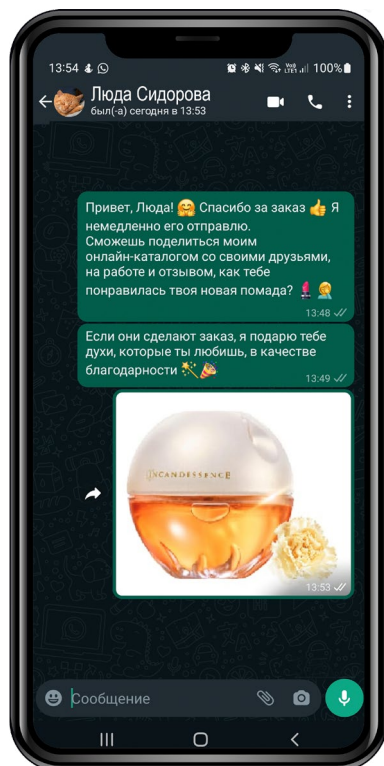 13:54
100%
Люда Сидорова
был(-а) сегодня в 13:53
Привет, Люда! 🤗 Спасибо за заказ 👍 Я
немедленно его отправлю.
Сможешь поделиться моим
онлайн-каталогом со своими друзьями,
на работе и отзывом, как тебе
понравилась твоя новая помада? 💄 🤦
13:48
Если они сделают заказ, я подарю тебе
духи, которые ты любишь, в качестве
благодарности 🎇 🎉
13:49
INCANDESSENCE
13:53
Сообщение